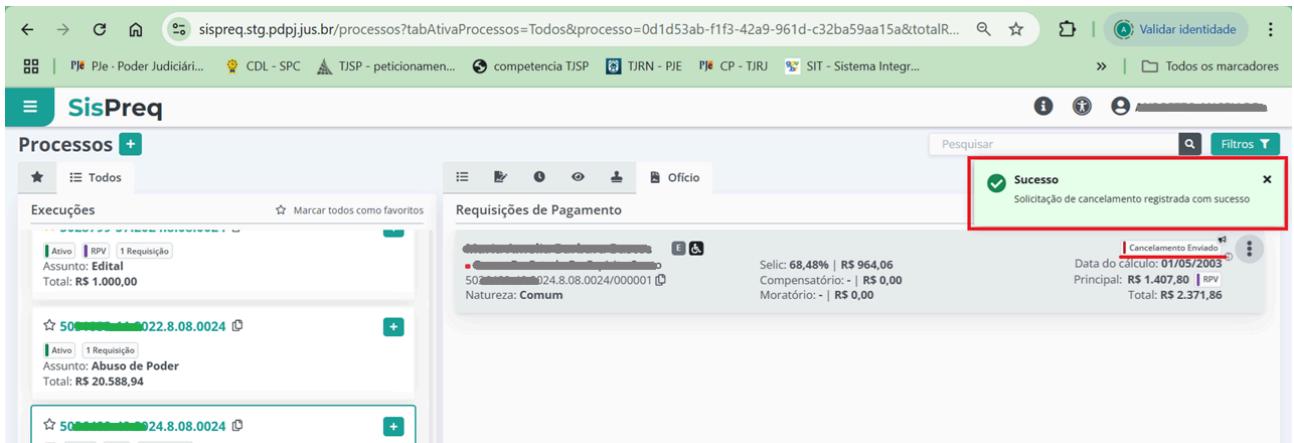 sispreq.stg.pdpj.jus.br/processos?tabAtivaProcessos=Todos&processo=0d1d53ab-f1f3-42a9-961d-c32ba59aa15a&totalR...
Validar identidade
PJe PJe - Poder Judiciári...
CDL - SPC
TJSP - peticionamen...
competencia TJSP
TJRN - PJE
PJe CP - TJRJ
SIT - Sistema Integr...
»
Todos os marcadores
SisPreq
Processos +
Pesquisar
Filtros
Todos
Ofício
Sucesso
Solicitação de cancelamento registrada com sucesso
Execuções
Marcar todos como favoritos
Requisições de Pagamento
Ativo RPV 1 Requisição
Assunto: Edital
Total: R$ 1.000,00
E
Cancelamento Enviado
Selic: 68,48% | R$ 964,06
Data do cálculo: 01/05/2003
024.8.08.0024/000001
Compensatório: - | R$ 0,00
Principal: R$ 1.407,80 | RPV
Natureza: Comum
Moratório: - | R$ 0,00
Total: R$ 2.371,86
50 022.8.08.0024
Ativo 1 Requisição
Assunto: Abuso de Poder
Total: R$ 20.588,94
50 024.8.08.0024